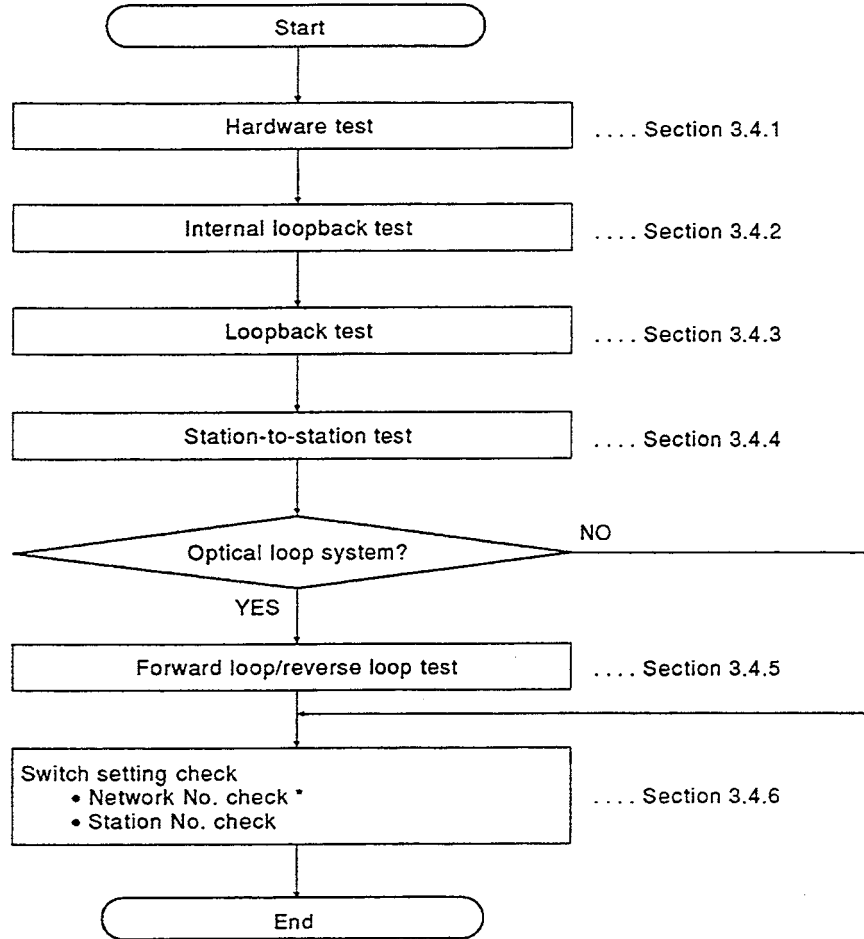 Start
Hardware test
. . . . Section 3.4.1
Internal loopback test
. . . . Section 3.4.2
Loopback test
. . . . Section 3.4.3
Station-to-station test
. . . . Section 3.4.4
Optical loop system?
NO
YES
Forward loop/reverse loop test
. . . . Section 3.4.5
Switch setting check
• Network No. check *
• Station No. check
. . . . Section 3.4.6
End